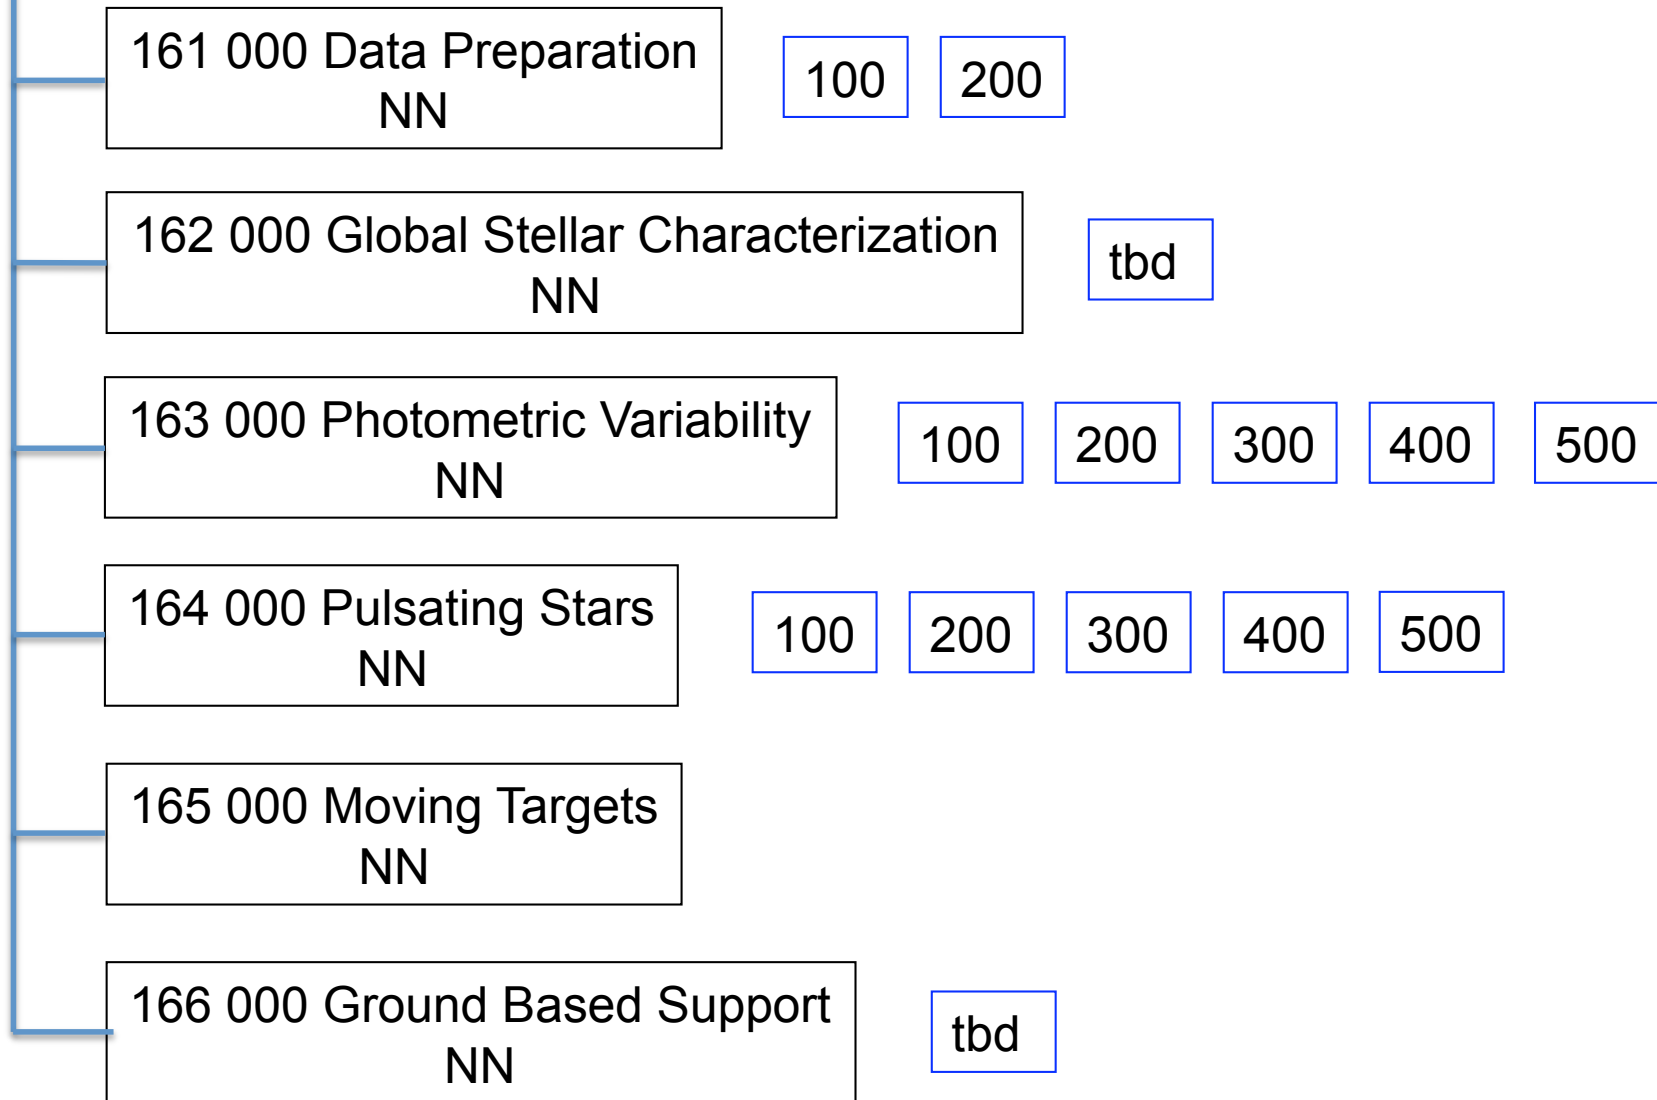 161 000 Data Preparation
NN
100 200
162 000 Global Stellar Characterization
NN
tbd
163 000 Photometric Variability
NN
100 200 300 400 500
164 000 Pulsating Stars
NN
100 200 300 400 500
165 000 Moving Targets
NN
166 000 Ground Based Support
NN
tbd